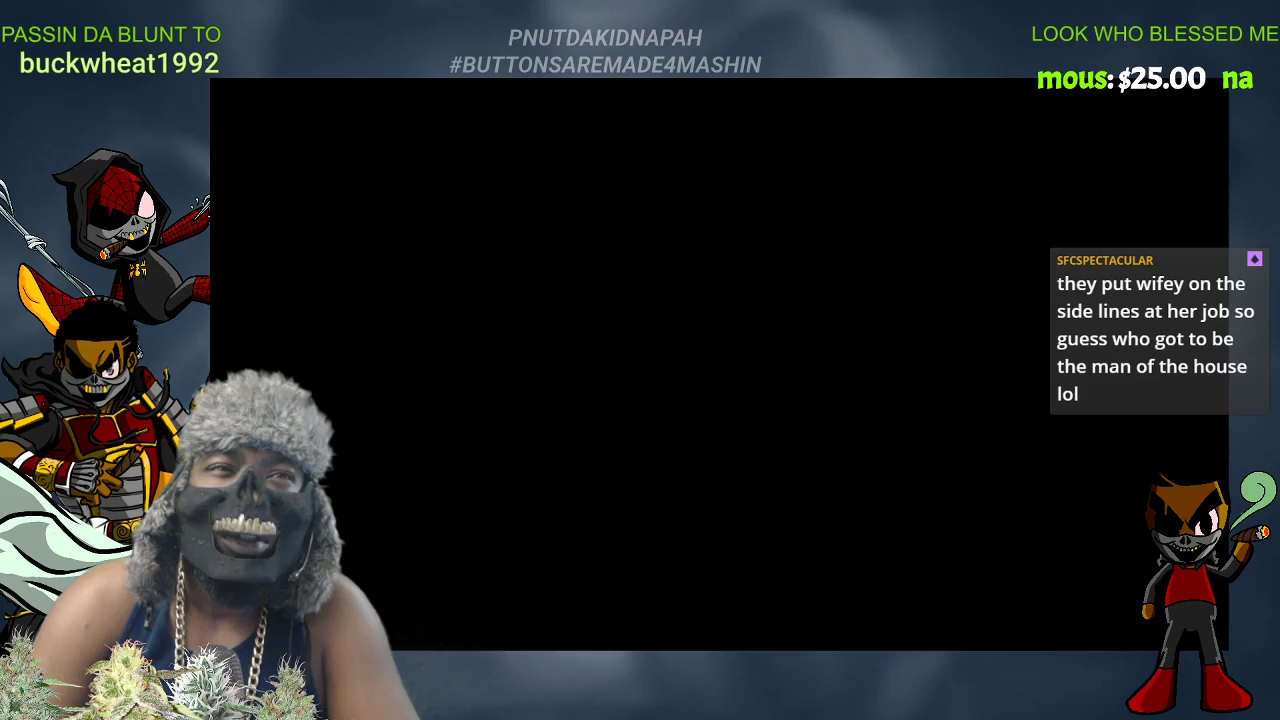 PASSIN DA BLUNT TO
buckwheat1992
PNUTDAKIDNAPAH
#BUTTONSAREMADE4MASHIN
LOOK WHO BLESSED ME
mous: $25.00 na
SFCSPECTACULAR
they put wifey on the
side lines at her job so
guess who got to be
the man of the house
lol